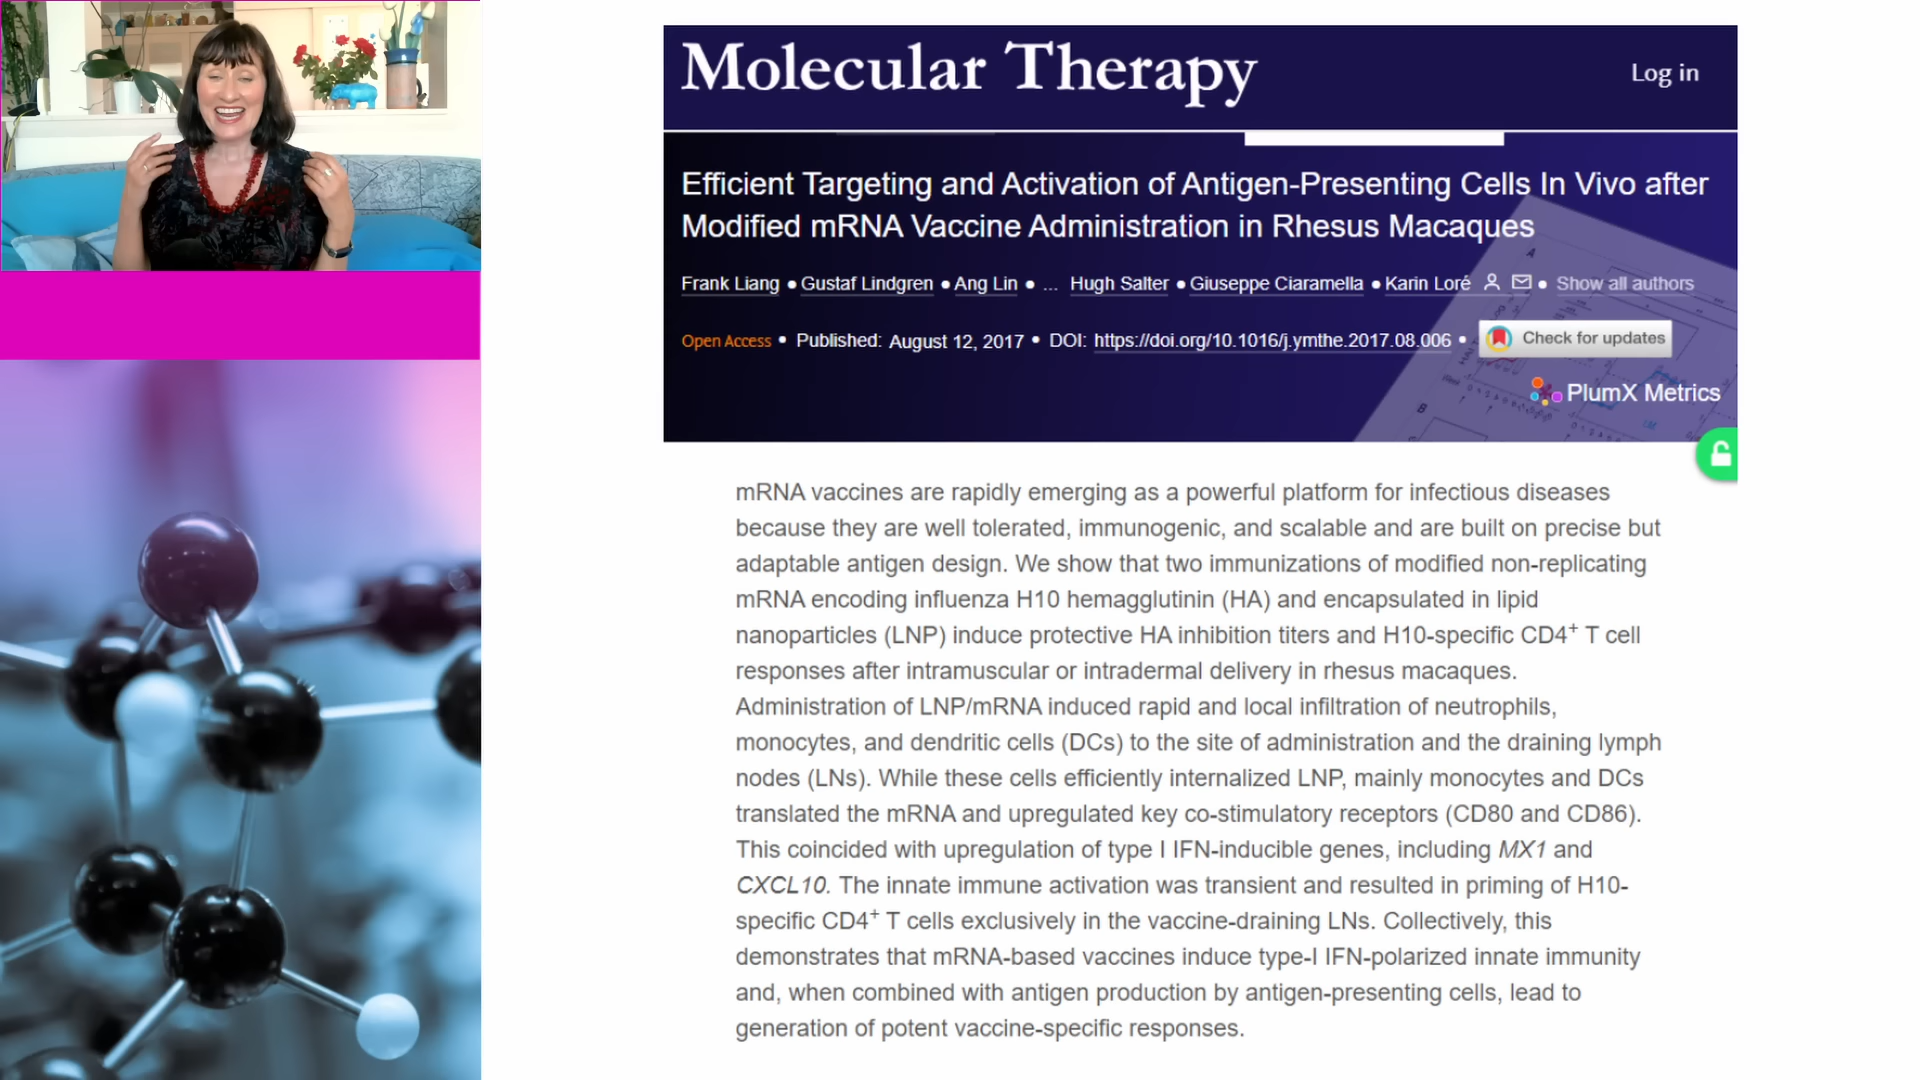 Molecular Therapy
Log in
Efficient Targeting and Activation of Antigen-Presenting Cells In Vivo after
Modified mRNA Vaccine Administration in Rhesus Macaques
Frank Liang • Gustaf Lindgren • Ang Lin • ... Hugh Salter • Giuseppe Ciaramella • Karin Loré • Show all authors
Open Access • Published: August 12, 2017 • DOI: https://doi.org/10.1016/j.ymthe.2017.08.006 • Check for updates
PlumX Metrics
mRNA vaccines are rapidly emerging as a powerful platform for infectious diseases
because they are well tolerated, immunogenic, and scalable and are built on precise but
adaptable antigen design. We show that two immunizations of modified non-replicating
mRNA encoding influenza H10 hemagglutinin (HA) and encapsulated in lipid
nanoparticles (LNP) induce protective HA inhibition titers and H10-specific CD4⁺ T cell
responses after intramuscular or intradermal delivery in rhesus macaques.
Administration of LNP/mRNA induced rapid and local infiltration of neutrophils,
monocytes, and dendritic cells (DCs) to the site of administration and the draining lymph
nodes (LNs). While these cells efficiently internalized LNP, mainly monocytes and DCs
translated the mRNA and upregulated key co-stimulatory receptors (CD80 and CD86).
This coincided with upregulation of type I IFN-inducible genes, including MX1 and
CXCL10. The innate immune activation was transient and resulted in priming of H10-
specific CD4⁺ T cells exclusively in the vaccine-draining LNs. Collectively, this
demonstrates that mRNA-based vaccines induce type-I IFN-polarized innate immunity
and, when combined with antigen production by antigen-presenting cells, lead to
generation of potent vaccine-specific responses.